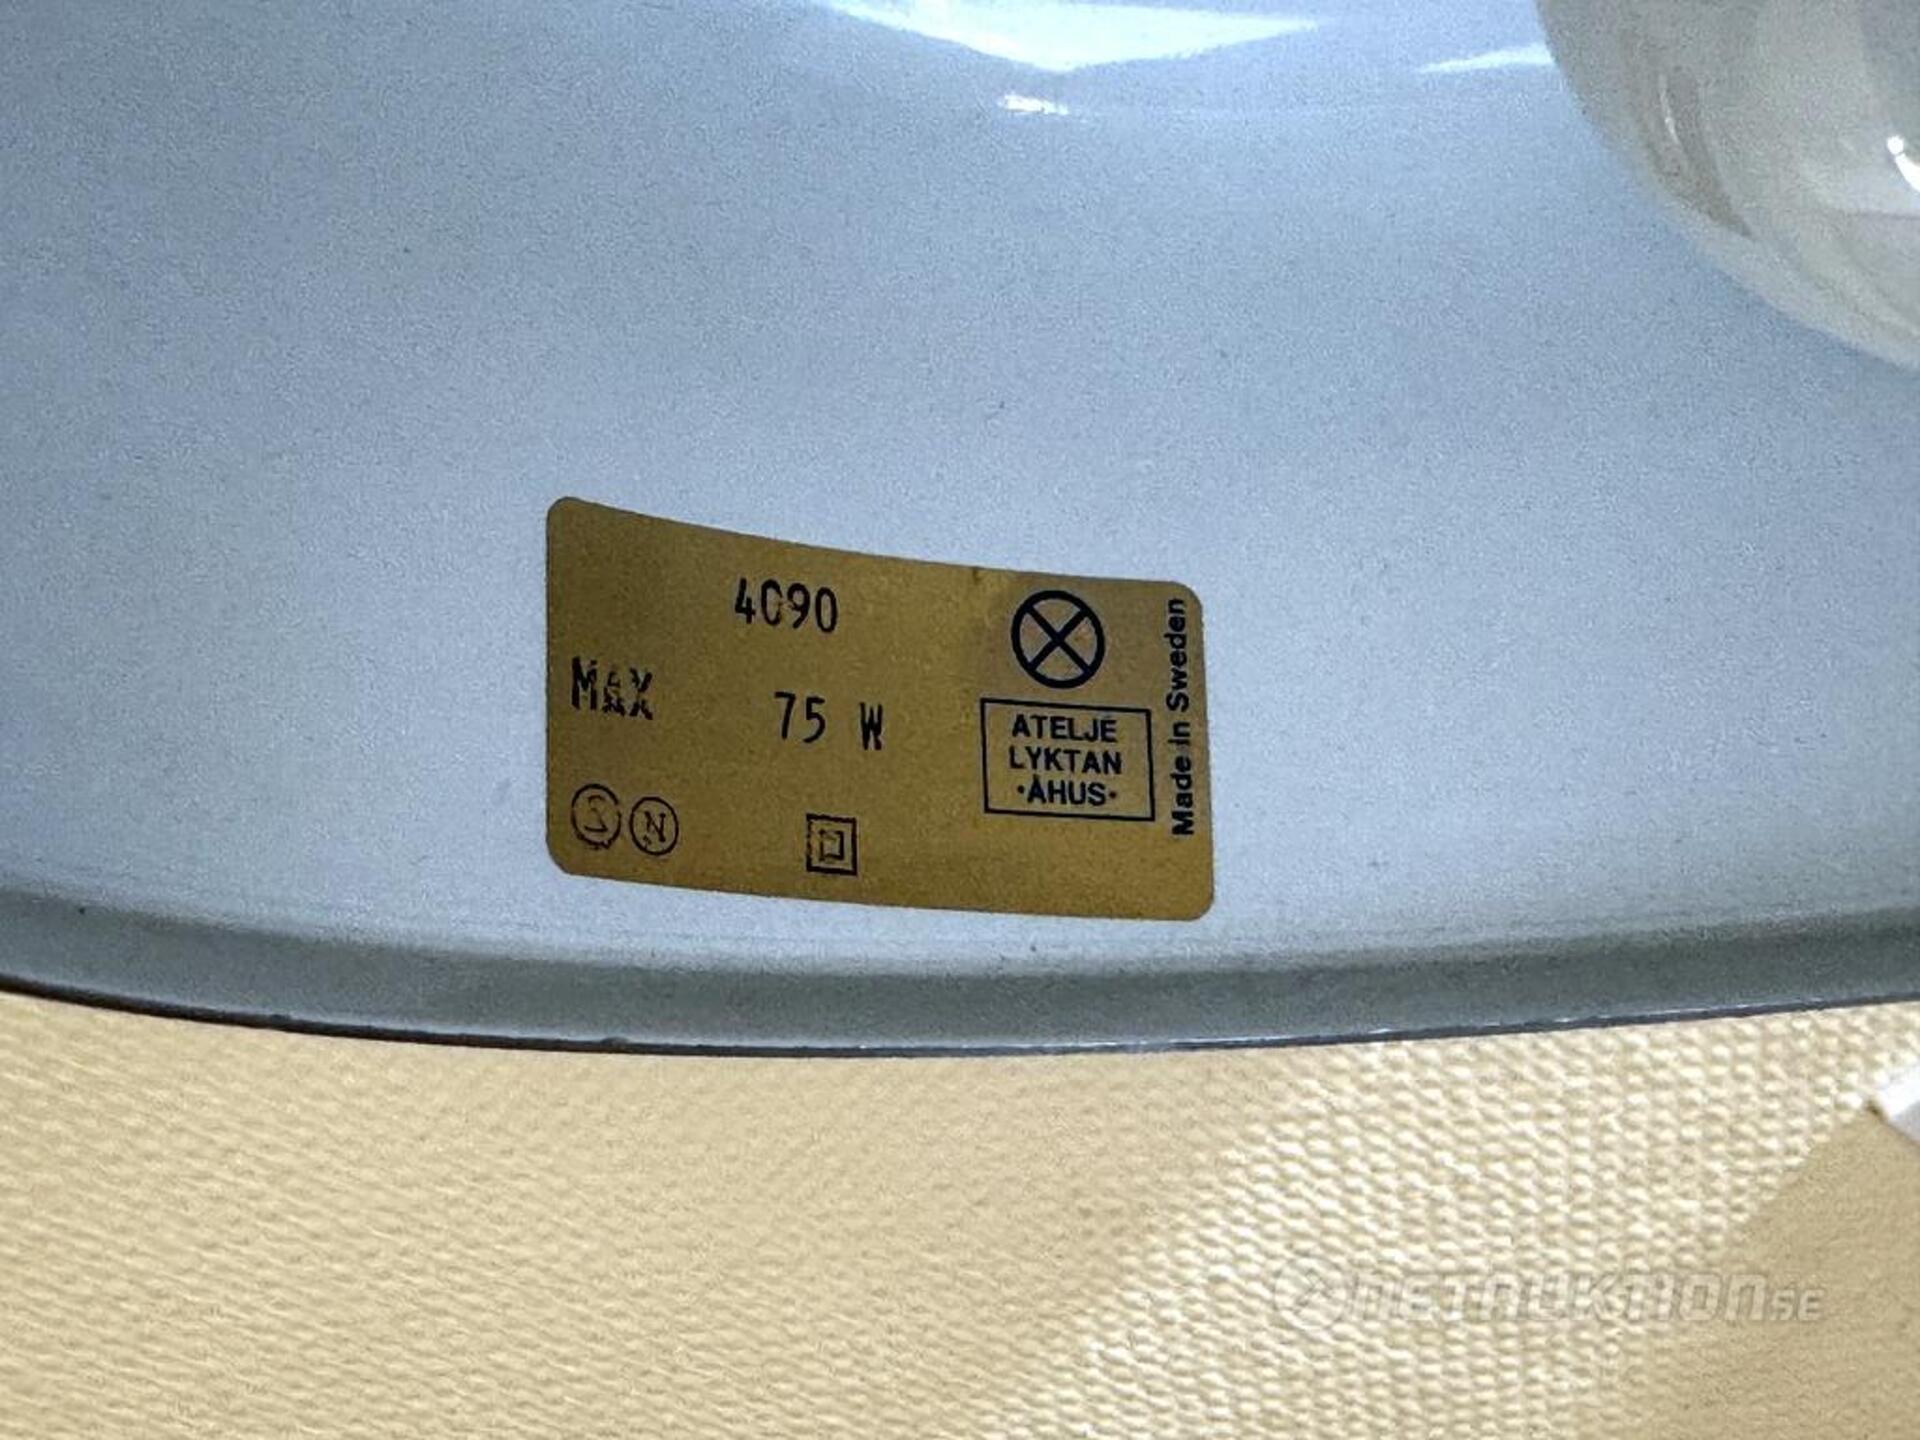 4090
MAX 75 W
S N
ATELJÉ
LYKTAN
·ÅHUS·
Made in Sweden
NETAUKTION.SE